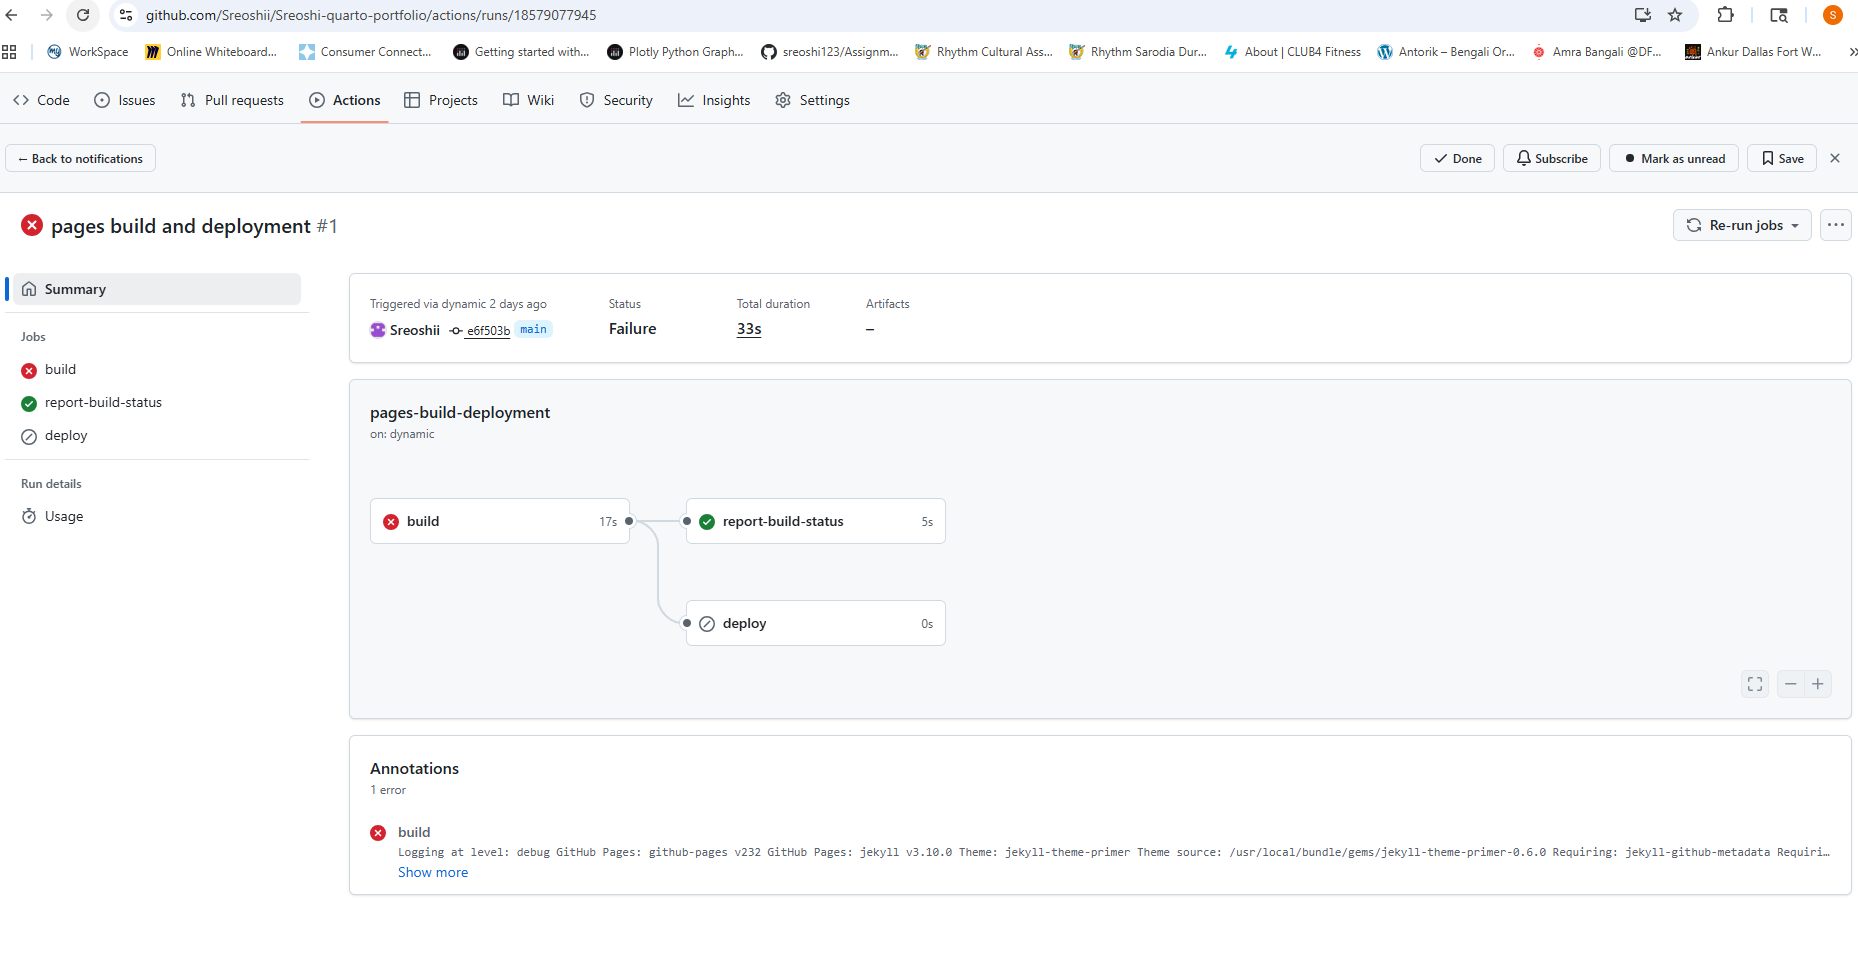 github.com/Sreoshii/Sreoshi-quarto-portfolio/actions/runs/18579077945
S
WorkSpace Online Whiteboard... Consumer Connect... Getting started with... Plotly Python Graph... sreoshi123/Assignm... Rhythm Cultural Ass... Rhythm Sarodia Dur... About | CLUB4 Fitness Antorik – Bengali Or... Amra Bangali @DF... Ankur Dallas Fort W...
Code Issues Pull requests Actions Projects Wiki Security Insights Settings
← Back to notifications Done Subscribe Mark as unread Save
pages build and deployment #1 Re-run jobs
Summary
Jobs
build
report-build-status
deploy
Run details
Usage
Triggered via dynamic 2 days ago Status Total duration Artifacts
Sreoshii e6f503b main Failure 33s –
pages-build-deployment
on: dynamic
build 17s report-build-status 5s
deploy 0s
Annotations
1 error
build
Logging at level: debug GitHub Pages: github-pages v232 GitHub Pages: jekyll v3.10.0 Theme: jekyll-theme-primer Theme source: /usr/local/bundle/gems/jekyll-theme-primer-0.6.0 Requiring: jekyll-github-metadata Requiri…
Show more